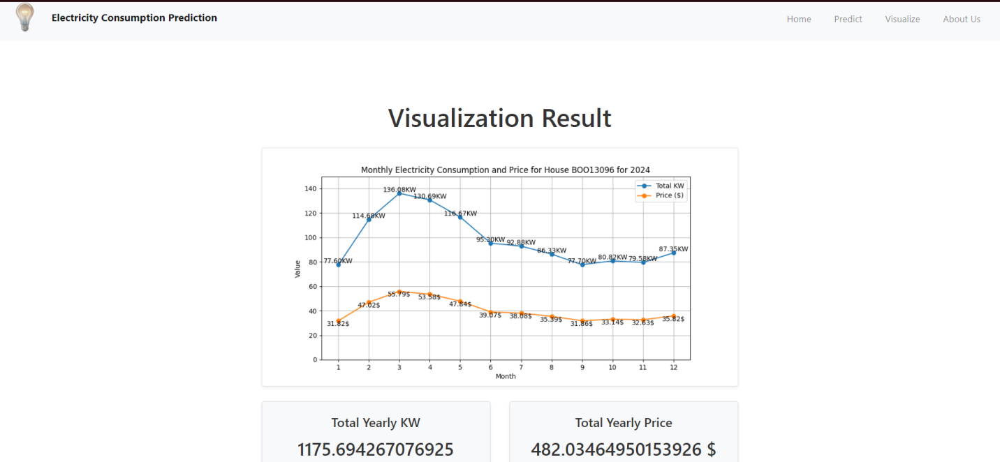 Electricity Consumption Prediction
Home Predict Visualize About Us
Visualization Result
Monthly Electricity Consumption and Price for House BOO13096 for 2024
Total KW
Price ($)
140
120
100
80
60
40
20
0
Value
77.60KW 114.68KW 136.08KW 130.69KW 116.67KW 95.30KW 92.88KW 86.33KW 77.70KW 80.82KW 79.58KW 87.35KW
31.82$ 47.02$ 55.79$ 53.58$ 47.84$ 39.07$ 38.08$ 35.39$ 31.86$ 33.14$ 32.63$ 35.82$
1 2 3 4 5 6 7 8 9 10 11 12
Month
Total Yearly KW
1175.694267076925
Total Yearly Price
482.03464950153926 $